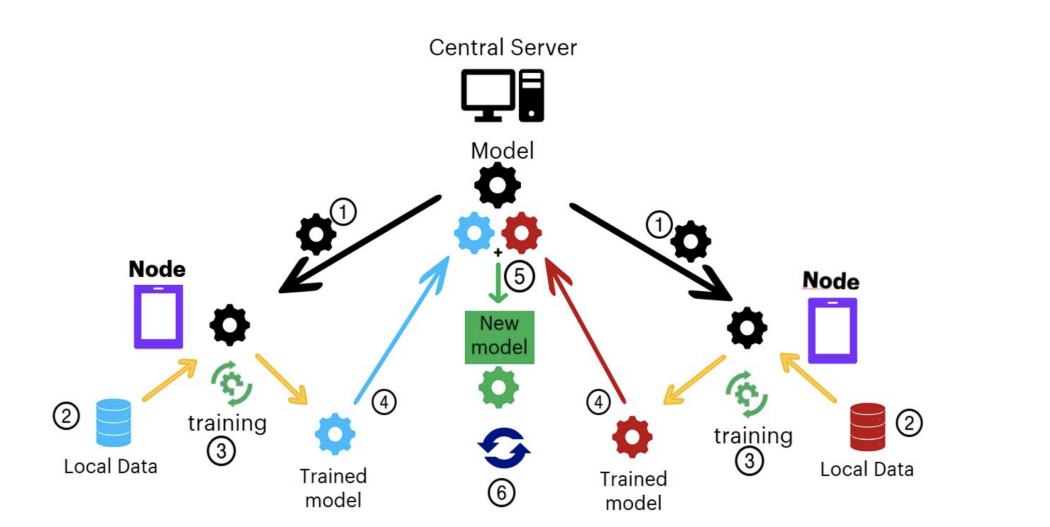 Central Server
Model
1
1
+
5
Node
Node
New
model
2
training
3
4
4
training
3
2
Local Data
Trained
model
6
Trained
model
Local Data